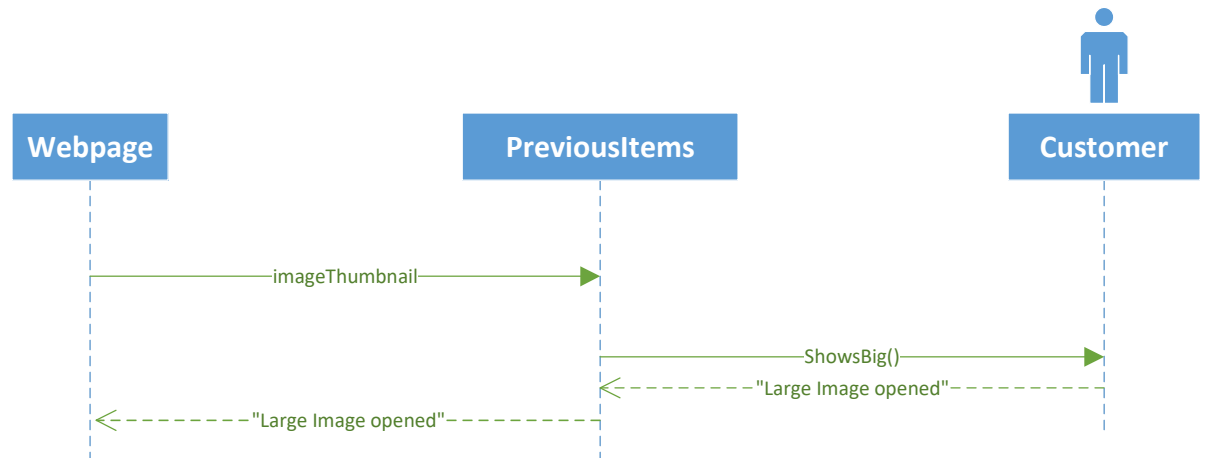 Webpage
PreviousItems
Customer
imageThumbnail
ShowsBig()
"Large Image opened"
"Large Image opened"